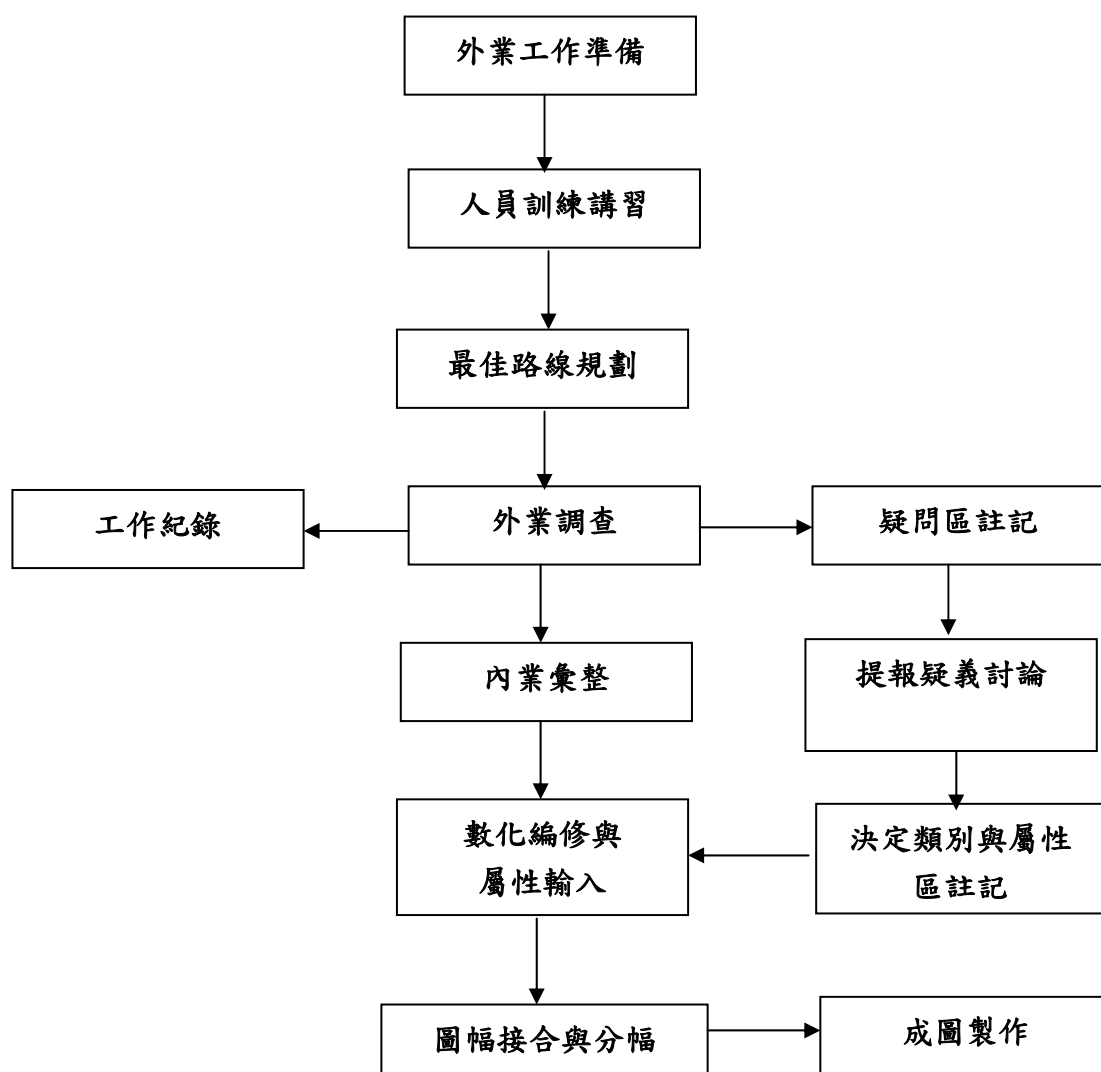 外業工作準備
人員訓練講習
最佳路線規劃
工作紀錄
外業調查
疑問區註記
內業彙整
提報疑義討論
數化編修與
屬性輸入
決定類別與屬性
區註記
圖幅接合與分幅
成圖製作